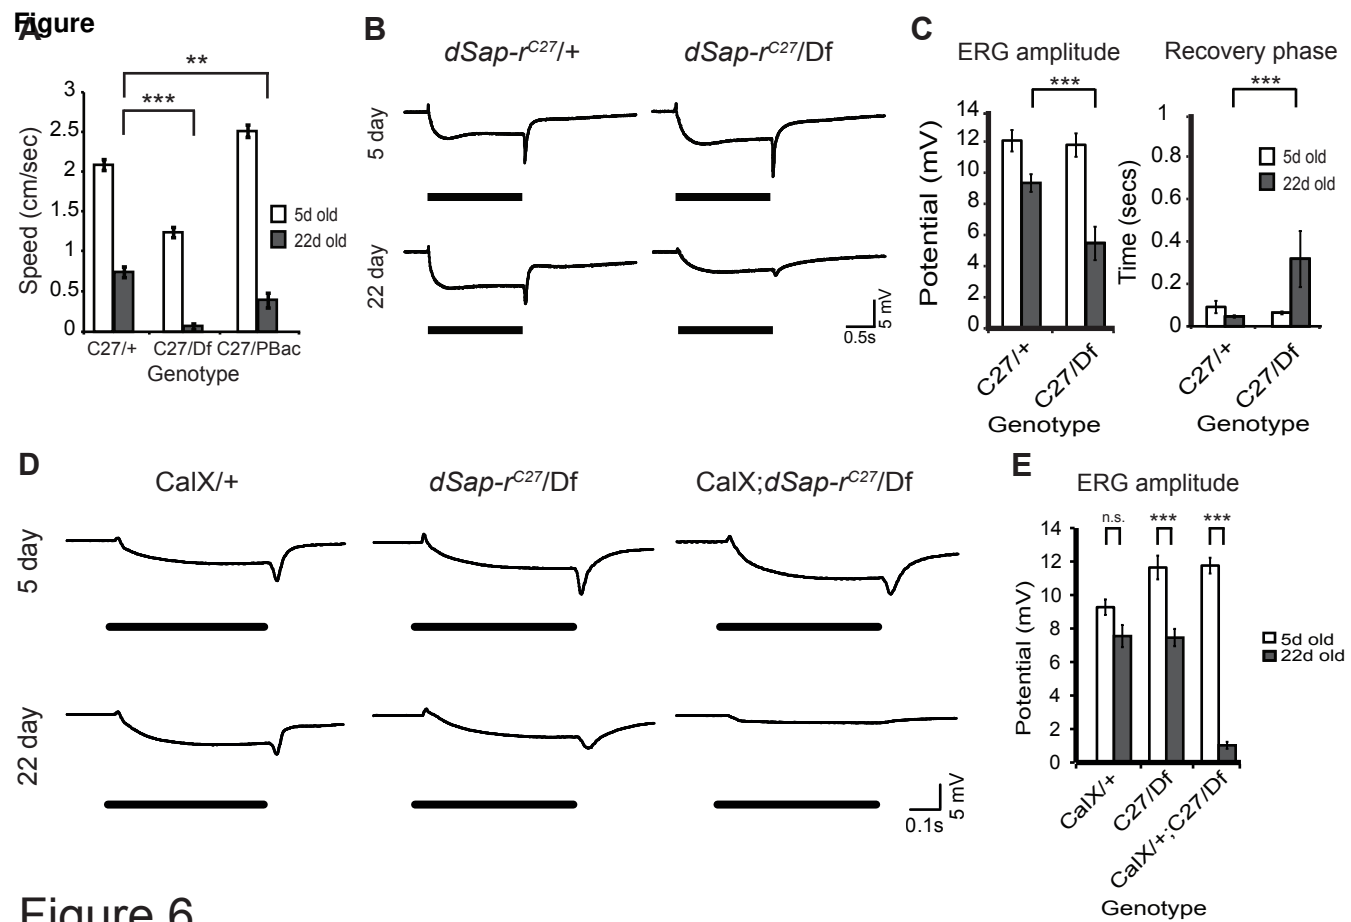 Figure
A
**
***
3
2.5
2
1.5
1
0.5
0
Speed (cm/sec)
5d old
22d old
C27/+ C27/Df C27/PBac
Genotype
B
dSap-rC27/+ dSap-rC27/Df
5 day
22 day
5 mV
0.5s
C
ERG amplitude
***
14
12
10
8
6
4
2
0
Potential (mV)
C27/+
C27/Df
Genotype
Recovery phase
***
1
0.8
0.6
0.4
0.2
0
Time (secs)
5d old
22d old
C27/+
C27/Df
Genotype
D
CalX/+ dSap-rC27/Df CalX;dSap-rC27/Df
5 day
22 day
5 mV
0.1s
E
ERG amplitude
n.s. *** ***
14
12
10
8
6
4
2
0
Potential (mV)
5d old
22d old
CalX/+
C27/Df
CalX/+;C27/Df
Genotype
Figure 6